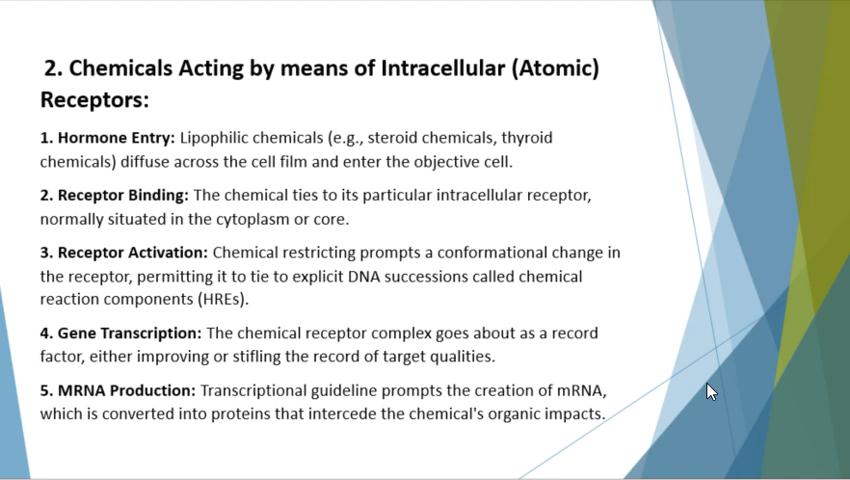 2. Chemicals Acting by means of Intracellular (Atomic)
Receptors:
1. Hormone Entry: Lipophilic chemicals (e.g., steroid chemicals, thyroid
chemicals) diffuse across the cell film and enter the objective cell.
2. Receptor Binding: The chemical ties to its particular intracellular receptor,
normally situated in the cytoplasm or core.
3. Receptor Activation: Chemical restricting prompts a conformational change in
the receptor, permitting it to tie to explicit DNA successions called chemical
reaction components (HREs).
4. Gene Transcription: The chemical receptor complex goes about as a record
factor, either improving or stifling the record of target qualities.
5. MRNA Production: Transcriptional guideline prompts the creation of mRNA,
which is converted into proteins that intercede the chemical's organic impacts.